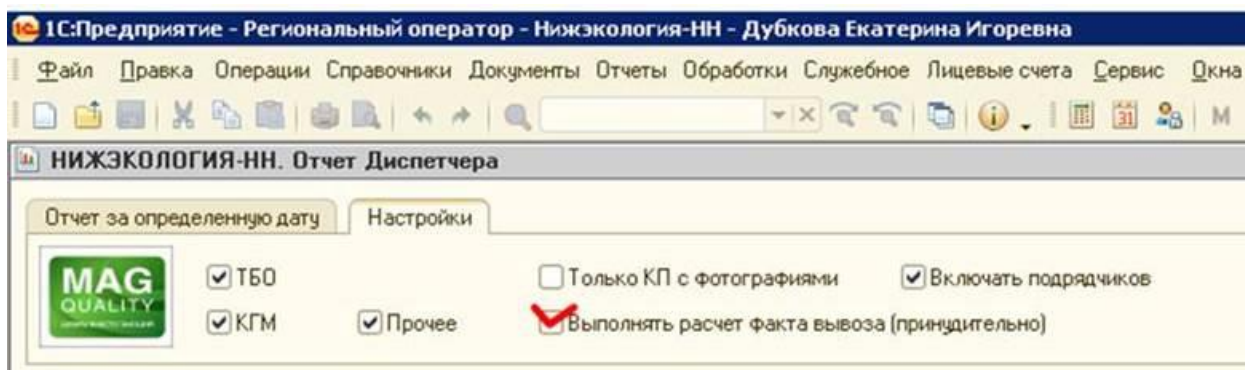 1С:Предприятие - Региональный оператор - Нижэкология-НН - Дубкова Екатерина Игоревна
Файл Правка Операции Справочники Документы Отчеты Обработки Служебное Лицевые счета Сервис Окна
31 М
НИЖЭКОЛОГИЯ-НН. Отчет Диспетчера
Отчет за определенную дату Настройки
MAG
QUALITY
ТБО Только КП с фотографиями Включать подрядчиков
КГМ Прочее Выполнять расчет факта вывоза (принудительно)